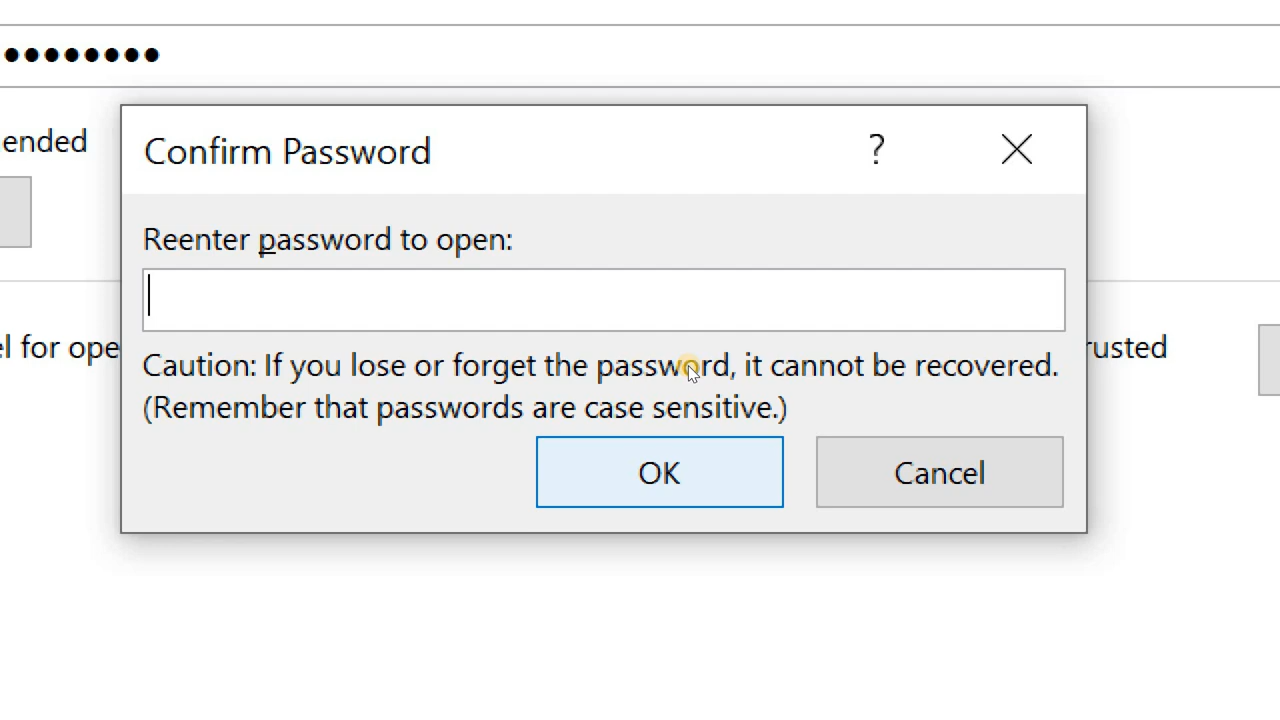 ●●●●●●●●
ended
Confirm Password
?
Reenter password to open:
el for ope
rusted
Caution: If you lose or forget the password, it cannot be recovered.
(Remember that passwords are case sensitive.)
OK
Cancel